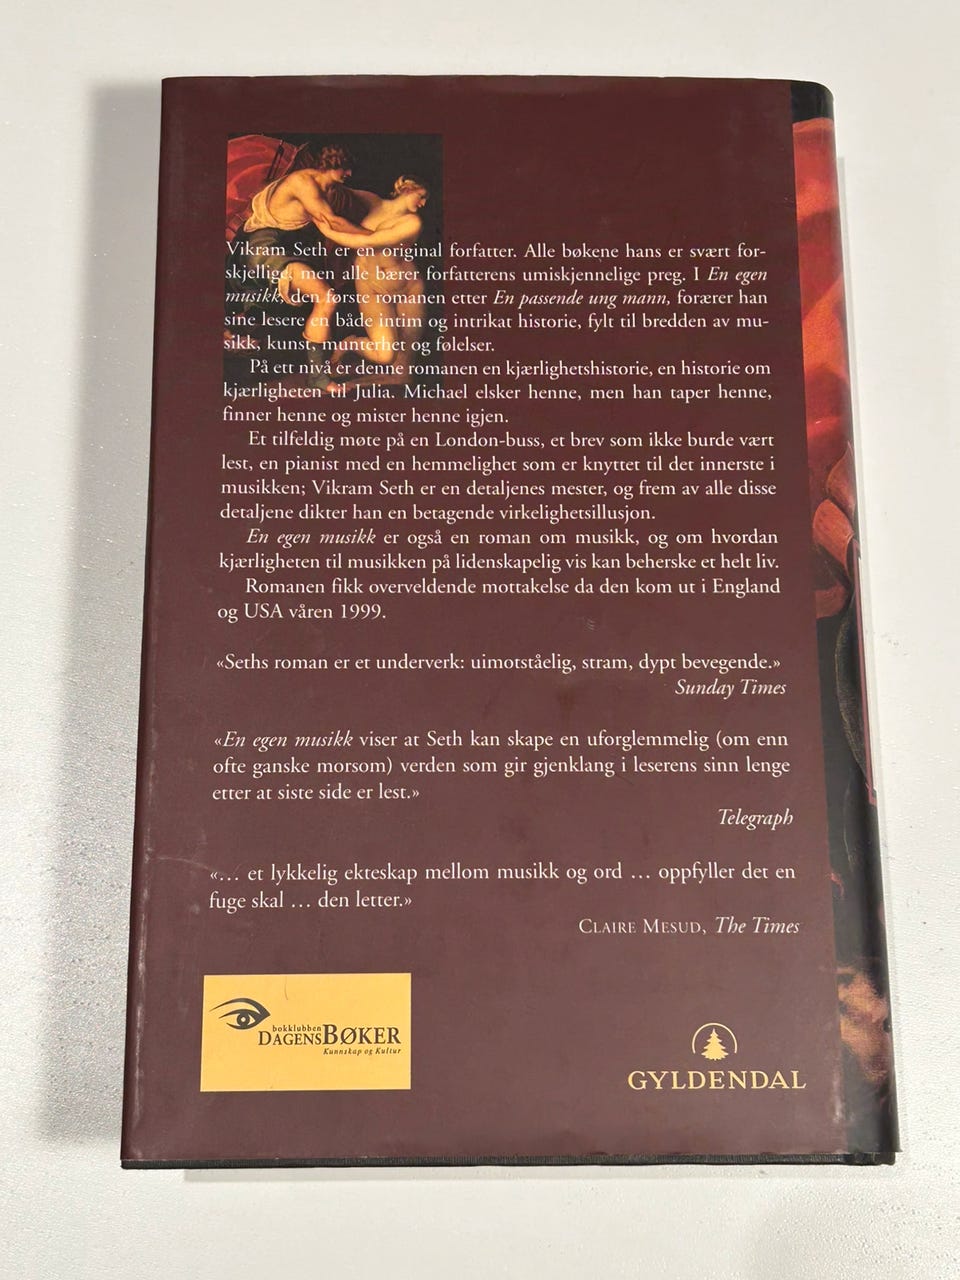 Vikram Seth er en original forfatter. Alle bøkene hans er svært for-
skjellige, men alle bærer forfatterens umiskjennelige preg. I En egen
musikk, den første romanen etter En passende ung mann, forærer han
sine lesere en både intim og intrikat historie, fylt til bredden av mu-
sikk, kunst, munterhet og følelser.
På ett nivå er denne romanen en kjærlighetshistorie, en historie om
kjærligheten til Julia. Michael elsker henne, men han taper henne,
finner henne og mister henne igjen.
Et tilfeldig møte på en London-buss, et brev som ikke burde vært
lest, en pianist med en hemmelighet som er knyttet til det innerste i
musikken; Vikram Seth er en detaljenes mester, og frem av alle disse
detaljene dikter han en betagende virkelighetsillusjon.
En egen musikk er også en roman om musikk, og om hvordan
kjærligheten til musikken på lidenskapelig vis kan beherske et helt liv.
Romanen fikk overveldende mottakelse da den kom ut i England
og USA våren 1999.
«Seths roman er et underverk: uimotståelig, stram, dypt bevegende.»
Sunday Times
«En egen musikk viser at Seth kan skape en uforglemmelig (om enn
ofte ganske morsom) verden som gir gjenklang i leserens sinn lenge
etter at siste side er lest.»
Telegraph
«… et lykkelig ekteskap mellom musikk og ord … oppfyller det en
fuge skal … den letter.»
CLAIRE MESUD, The Times
bokklubben
DAGENSBØKER
Kunnskap og Kultur
GYLDENDAL